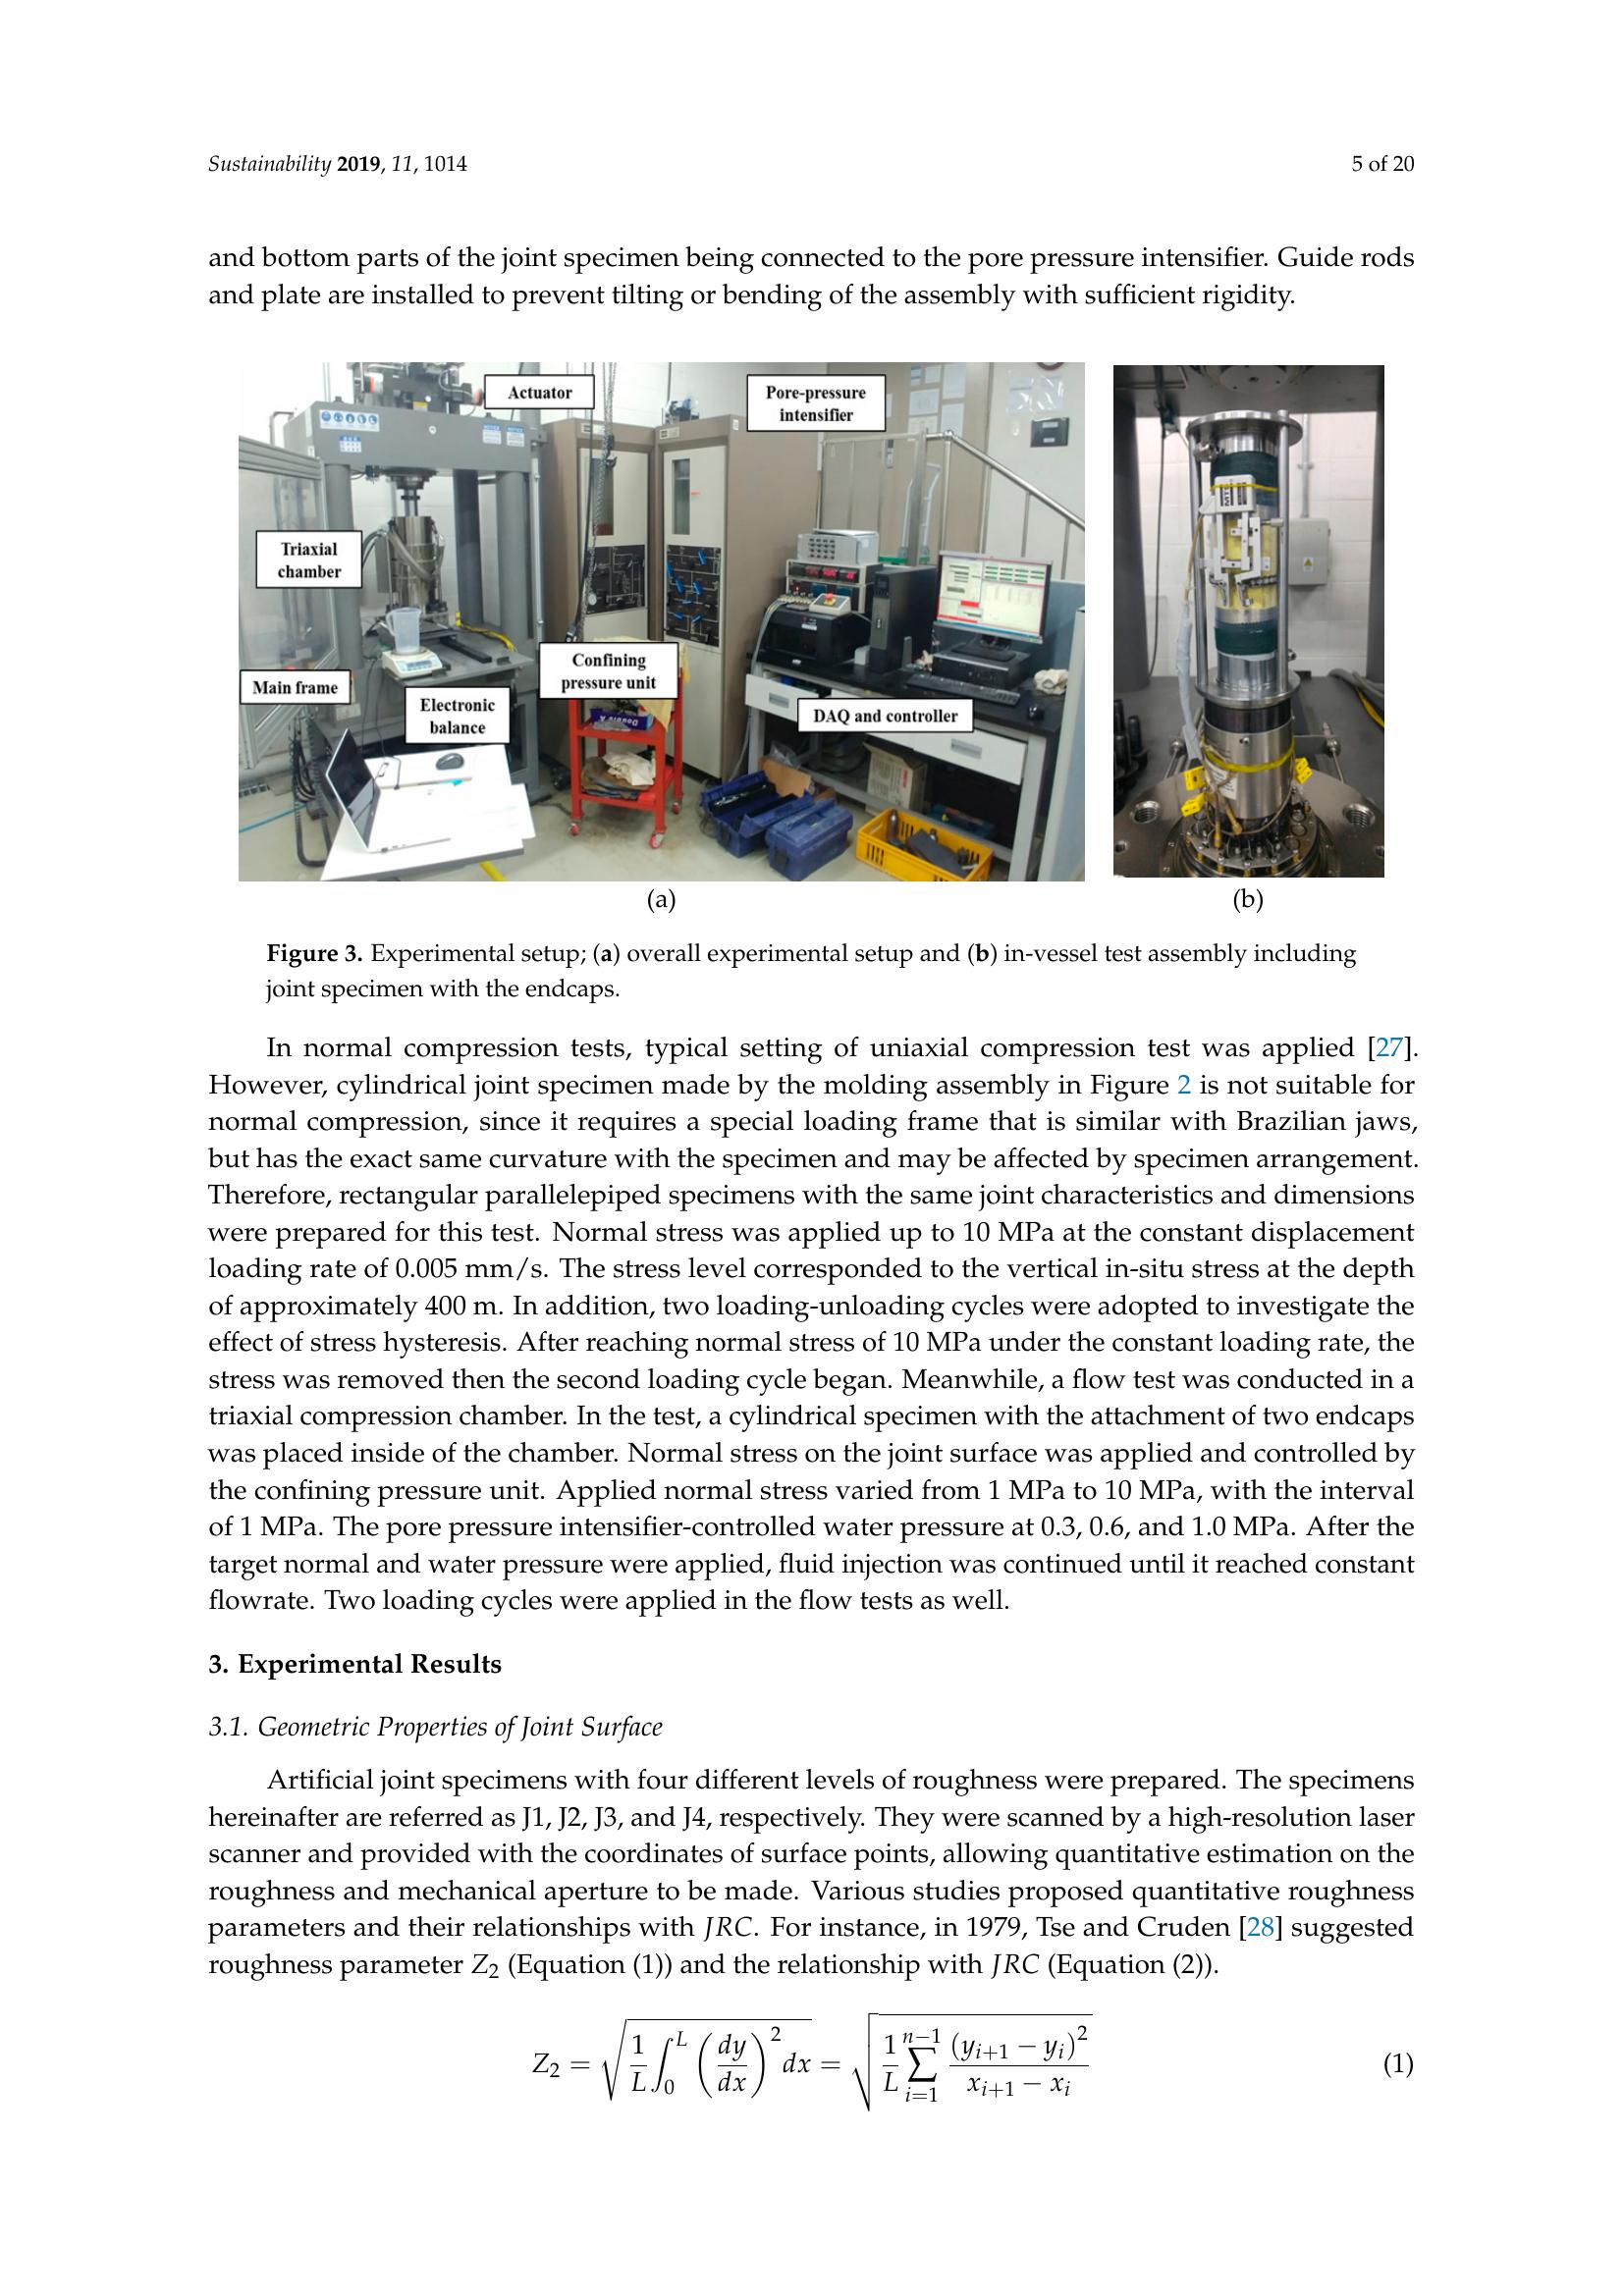 Sustainability 2019, 11, 1014
5 of 20
and bottom parts of the joint specimen being connected to the pore pressure intensifier. Guide rods
and plate are installed to prevent tilting or bending of the assembly with sufficient rigidity.
Actuator
Pore-pressure
intensifier
Triaxial
chamber
Main frame
Electronic
balance
Confining
pressure unit
DAQ and controller
(a)
(b)
Figure 3. Experimental setup; (a) overall experimental setup and (b) in-vessel test assembly including
joint specimen with the endcaps.
In normal compression tests, typical setting of uniaxial compression test was applied [27].
However, cylindrical joint specimen made by the molding assembly in Figure 2 is not suitable for
normal compression, since it requires a special loading frame that is similar with Brazilian jaws,
but has the exact same curvature with the specimen and may be affected by specimen arrangement.
Therefore, rectangular parallelepiped specimens with the same joint characteristics and dimensions
were prepared for this test. Normal stress was applied up to 10 MPa at the constant displacement
loading rate of 0.005 mm/s. The stress level corresponded to the vertical in-situ stress at the depth
of approximately 400 m. In addition, two loading-unloading cycles were adopted to investigate the
effect of stress hysteresis. After reaching normal stress of 10 MPa under the constant loading rate, the
stress was removed then the second loading cycle began. Meanwhile, a flow test was conducted in a
triaxial compression chamber. In the test, a cylindrical specimen with the attachment of two endcaps
was placed inside of the chamber. Normal stress on the joint surface was applied and controlled by
the confining pressure unit. Applied normal stress varied from 1 MPa to 10 MPa, with the interval
of 1 MPa. The pore pressure intensifier-controlled water pressure at 0.3, 0.6, and 1.0 MPa. After the
target normal and water pressure were applied, fluid injection was continued until it reached constant
flowrate. Two loading cycles were applied in the flow tests as well.
3. Experimental Results
3.1. Geometric Properties of Joint Surface
Artificial joint specimens with four different levels of roughness were prepared. The specimens
hereinafter are referred as J1, J2, J3, and J4, respectively. They were scanned by a high-resolution laser
scanner and provided with the coordinates of surface points, allowing quantitative estimation on the
roughness and mechanical aperture to be made. Various studies proposed quantitative roughness
parameters and their relationships with JRC. For instance, in 1979, Tse and Cruden [28] suggested
roughness parameter Z₂ (Equation (1)) and the relationship with JRC (Equation (2)).
Z₂ = √(1/L ∫₀ᴸ (dy/dx)² dx) = √(1/L ∑ᵢ₌₁ⁿ⁻¹ (yᵢ₊₁ − yᵢ)² / (xᵢ₊₁ − xᵢ)) (1)